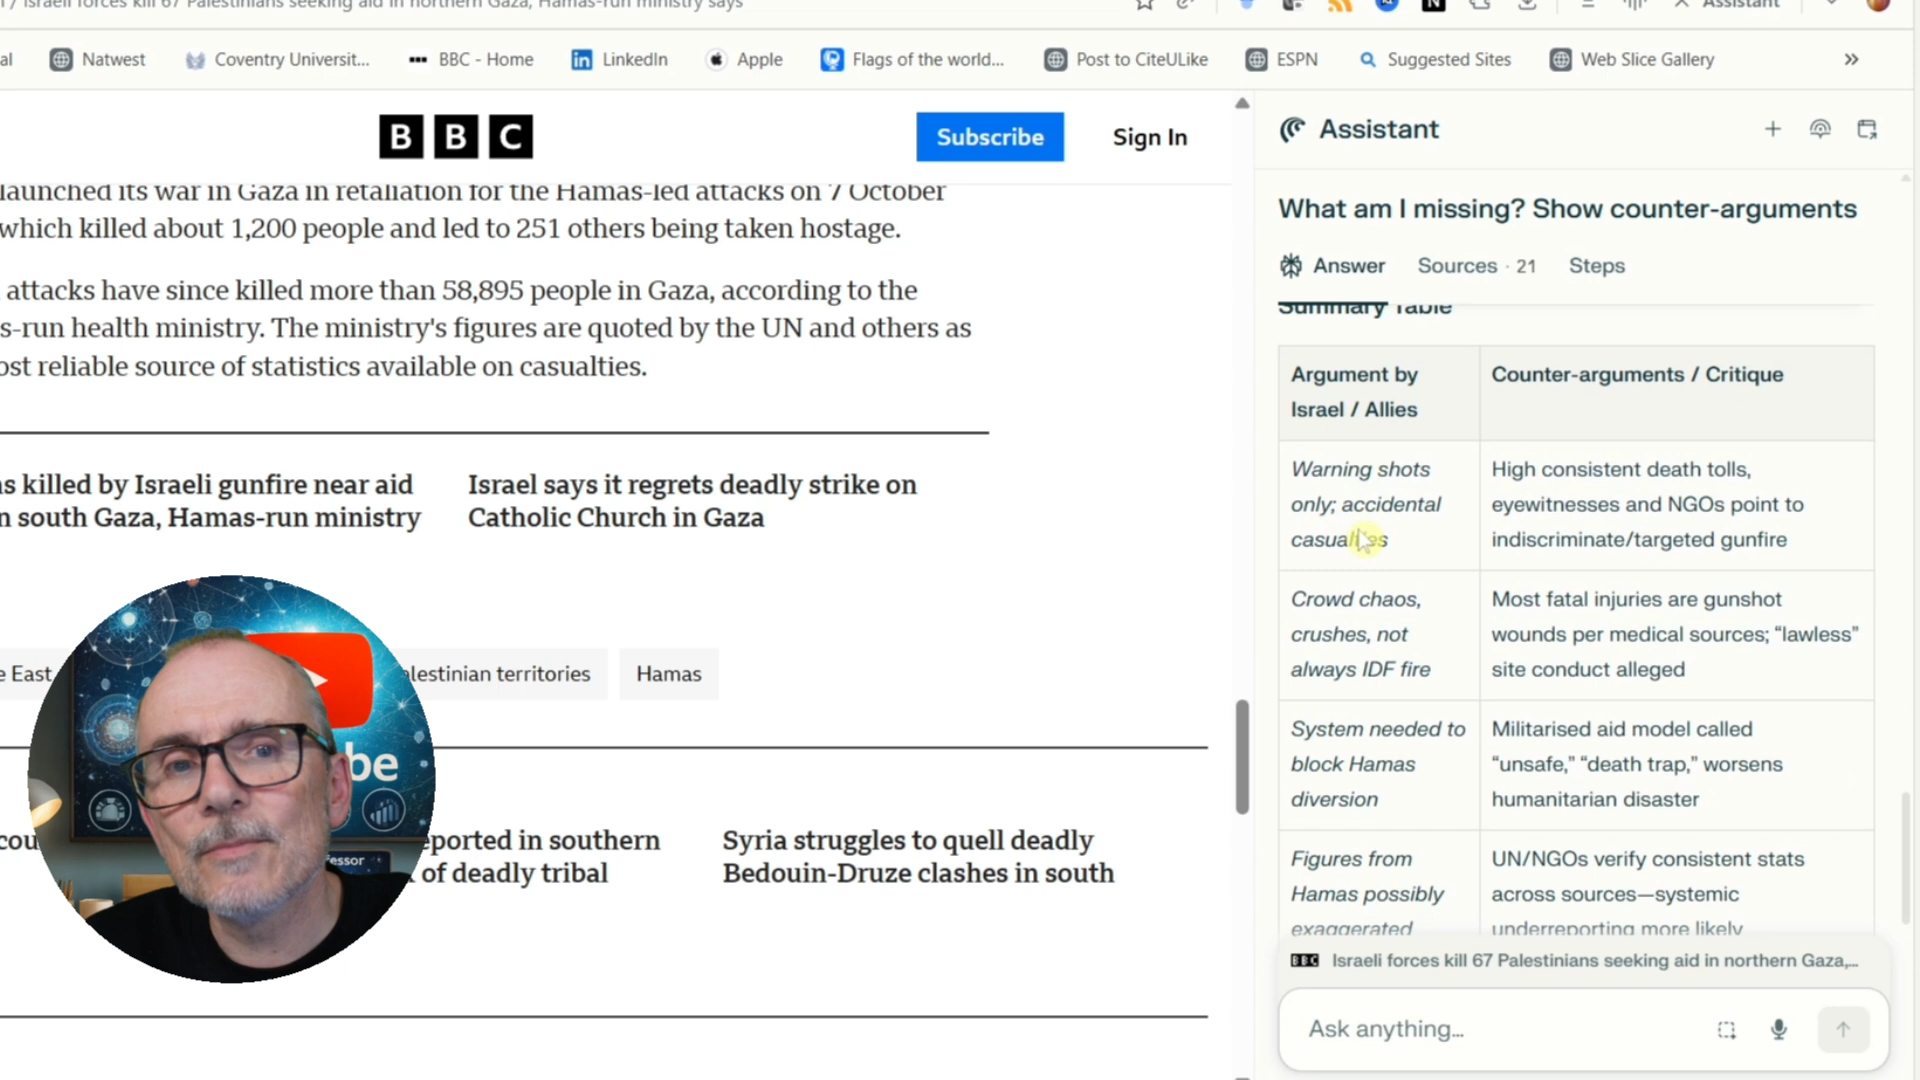 Israeli forces kill 67 Palestinians seeking aid in northern Gaza, Hamas-run ministry says
Assistant
al
Natwest
Coventry Universit...
BBC - Home
LinkedIn
Apple
Flags of the world...
Post to CiteULike
ESPN
Suggested Sites
Web Slice Gallery
»
BBC
Subscribe
Sign In
launched its war in Gaza in retaliation for the Hamas-led attacks on 7 October
which killed about 1,200 people and led to 251 others being taken hostage.
attacks have since killed more than 58,895 people in Gaza, according to the
s-run health ministry. The ministry's figures are quoted by the UN and others as
ost reliable source of statistics available on casualties.
s killed by Israeli gunfire near aid
n south Gaza, Hamas-run ministry
Israel says it regrets deadly strike on
Catholic Church in Gaza
e East
alestinian territories
Hamas
be
essor
cou
eported in southern
of deadly tribal
Syria struggles to quell deadly
Bedouin-Druze clashes in south
Assistant
What am I missing? Show counter-arguments
Answer
Sources · 21
Steps
Summary Table
Argument by
Israel / Allies
Counter-arguments / Critique
Warning shots
only; accidental
casualties
High consistent death tolls,
eyewitnesses and NGOs point to
indiscriminate/targeted gunfire
Crowd chaos,
crushes, not
always IDF fire
Most fatal injuries are gunshot
wounds per medical sources; “lawless”
site conduct alleged
System needed to
block Hamas
diversion
Militarised aid model called
“unsafe,” “death trap,” worsens
humanitarian disaster
Figures from
Hamas possibly
exaggerated
UN/NGOs verify consistent stats
across sources—systemic
underreporting more likely
BBC Israeli forces kill 67 Palestinians seeking aid in northern Gaza,...
Ask anything...